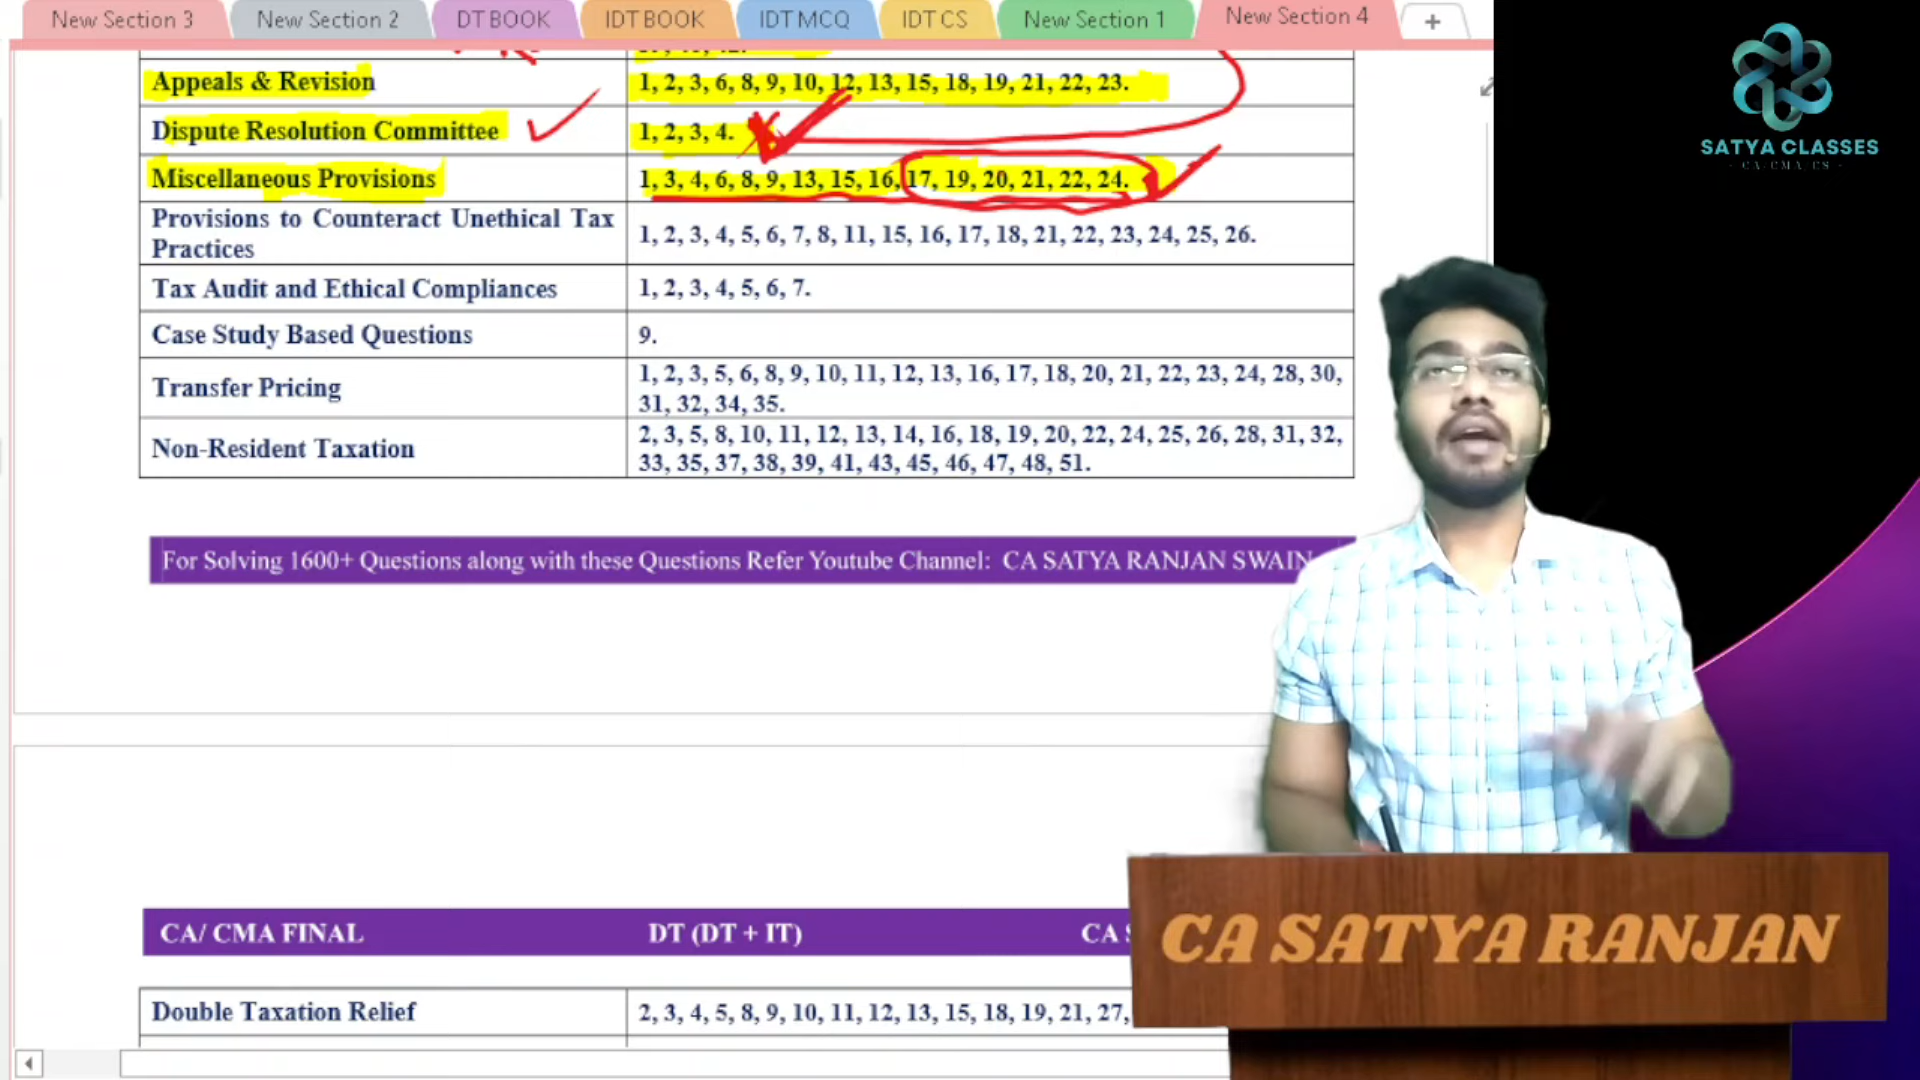 New Section 3
New Section 2
DT BOOK
IDT BOOK
IDT MCQ
IDT CS
New Section 1
New Section 4
+
Appeals & Revision
1, 2, 3, 6, 8, 9, 10, 12, 13, 15, 18, 19, 21, 22, 23.
Dispute Resolution Committee
1, 2, 3, 4.
Miscellaneous Provisions
1, 3, 4, 6, 8, 9, 13, 15, 16, 17, 19, 20, 21, 22, 24.
Provisions to Counteract Unethical Tax
Practices
1, 2, 3, 4, 5, 6, 7, 8, 11, 15, 16, 17, 18, 21, 22, 23, 24, 25, 26.
Tax Audit and Ethical Compliances
1, 2, 3, 4, 5, 6, 7.
Case Study Based Questions
9.
Transfer Pricing
1, 2, 3, 5, 6, 8, 9, 10, 11, 12, 13, 16, 17, 18, 20, 21, 22, 23, 24, 28, 30,
31, 32, 34, 35.
Non-Resident Taxation
2, 3, 5, 8, 10, 11, 12, 13, 14, 16, 18, 19, 20, 22, 24, 25, 26, 28, 31, 32,
33, 35, 37, 38, 39, 41, 43, 45, 46, 47, 48, 51.
For Solving 1600+ Questions along with these Questions Refer Youtube Channel: CA SATYA RANJAN SWAIN
CA/ CMA FINAL
DT (DT + IT)
CA
Double Taxation Relief
2, 3, 4, 5, 8, 9, 10, 11, 12, 13, 15, 18, 19, 21, 27,
SATYA CLASSES
- CA-CMA-CS -
CA SATYA RANJAN